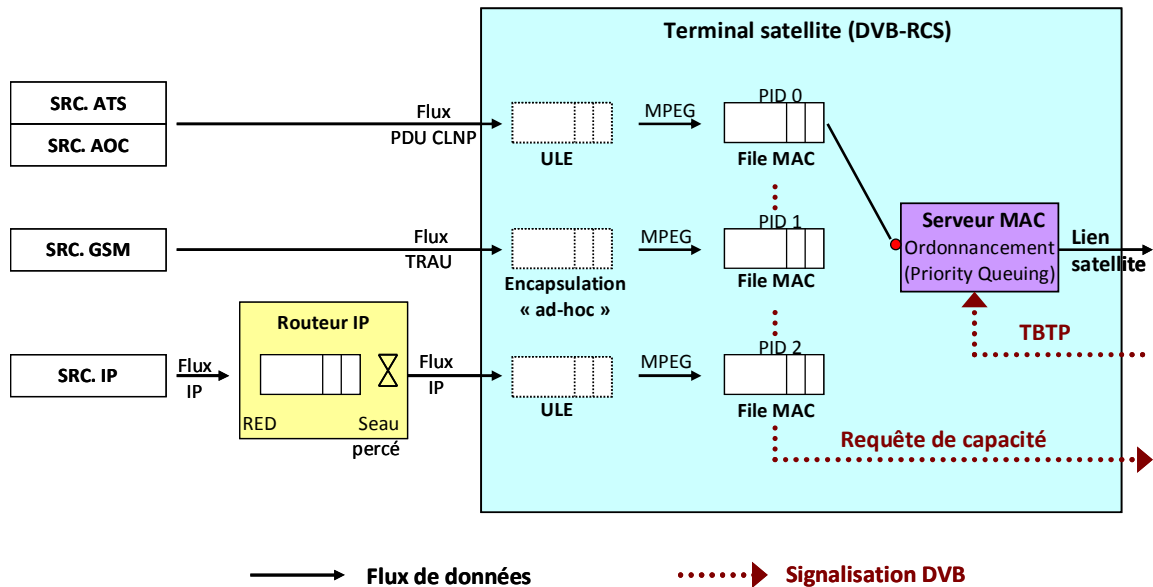 Terminal satellite (DVB-RCS)
SRC. ATS
SRC. AOC
Flux
PDU CLNP
ULE
MPEG
PID 0
File MAC
SRC. GSM
Flux
TRAU
Encapsulation
« ad-hoc »
MPEG
PID 1
File MAC
Serveur MAC
Ordonnancement
(Priority Queuing)
Lien
satellite
TBTP
SRC. IP
Flux
IP
Routeur IP
RED
Seau
percé
Flux
IP
ULE
MPEG
PID 2
File MAC
Requête de capacité
Flux de données
Signalisation DVB